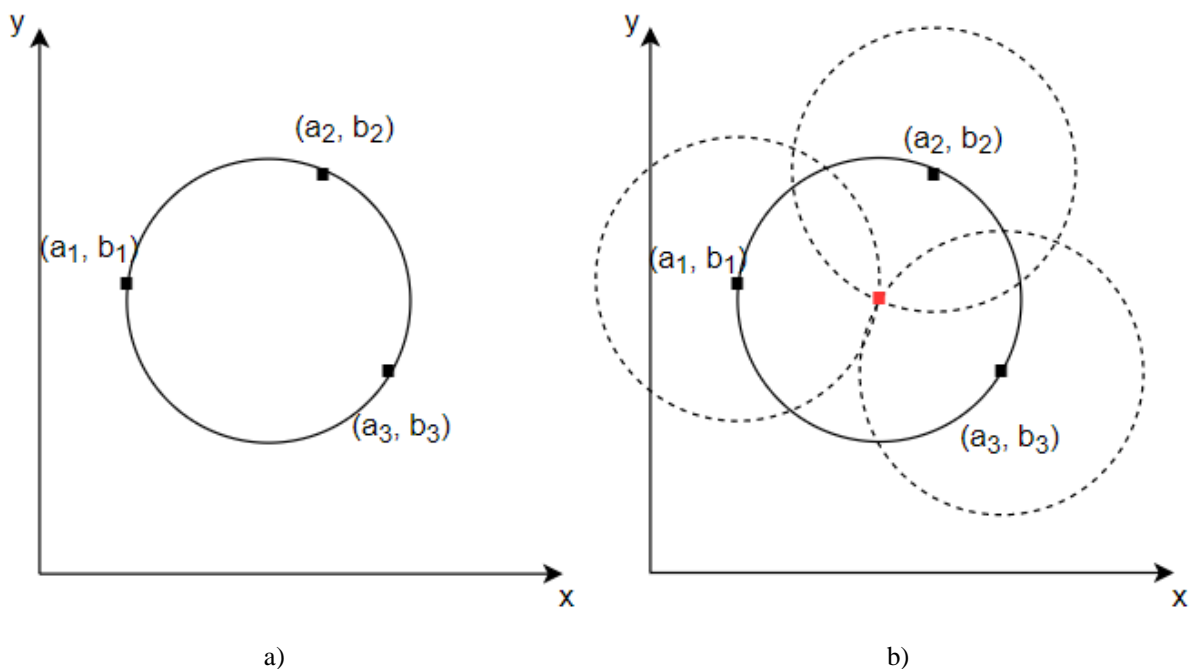 y
(a₂, b₂)
(a₁, b₁)
(a₃, b₃)
x
a)
y
(a₂, b₂)
(a₁, b₁)
(a₃, b₃)
x
b)